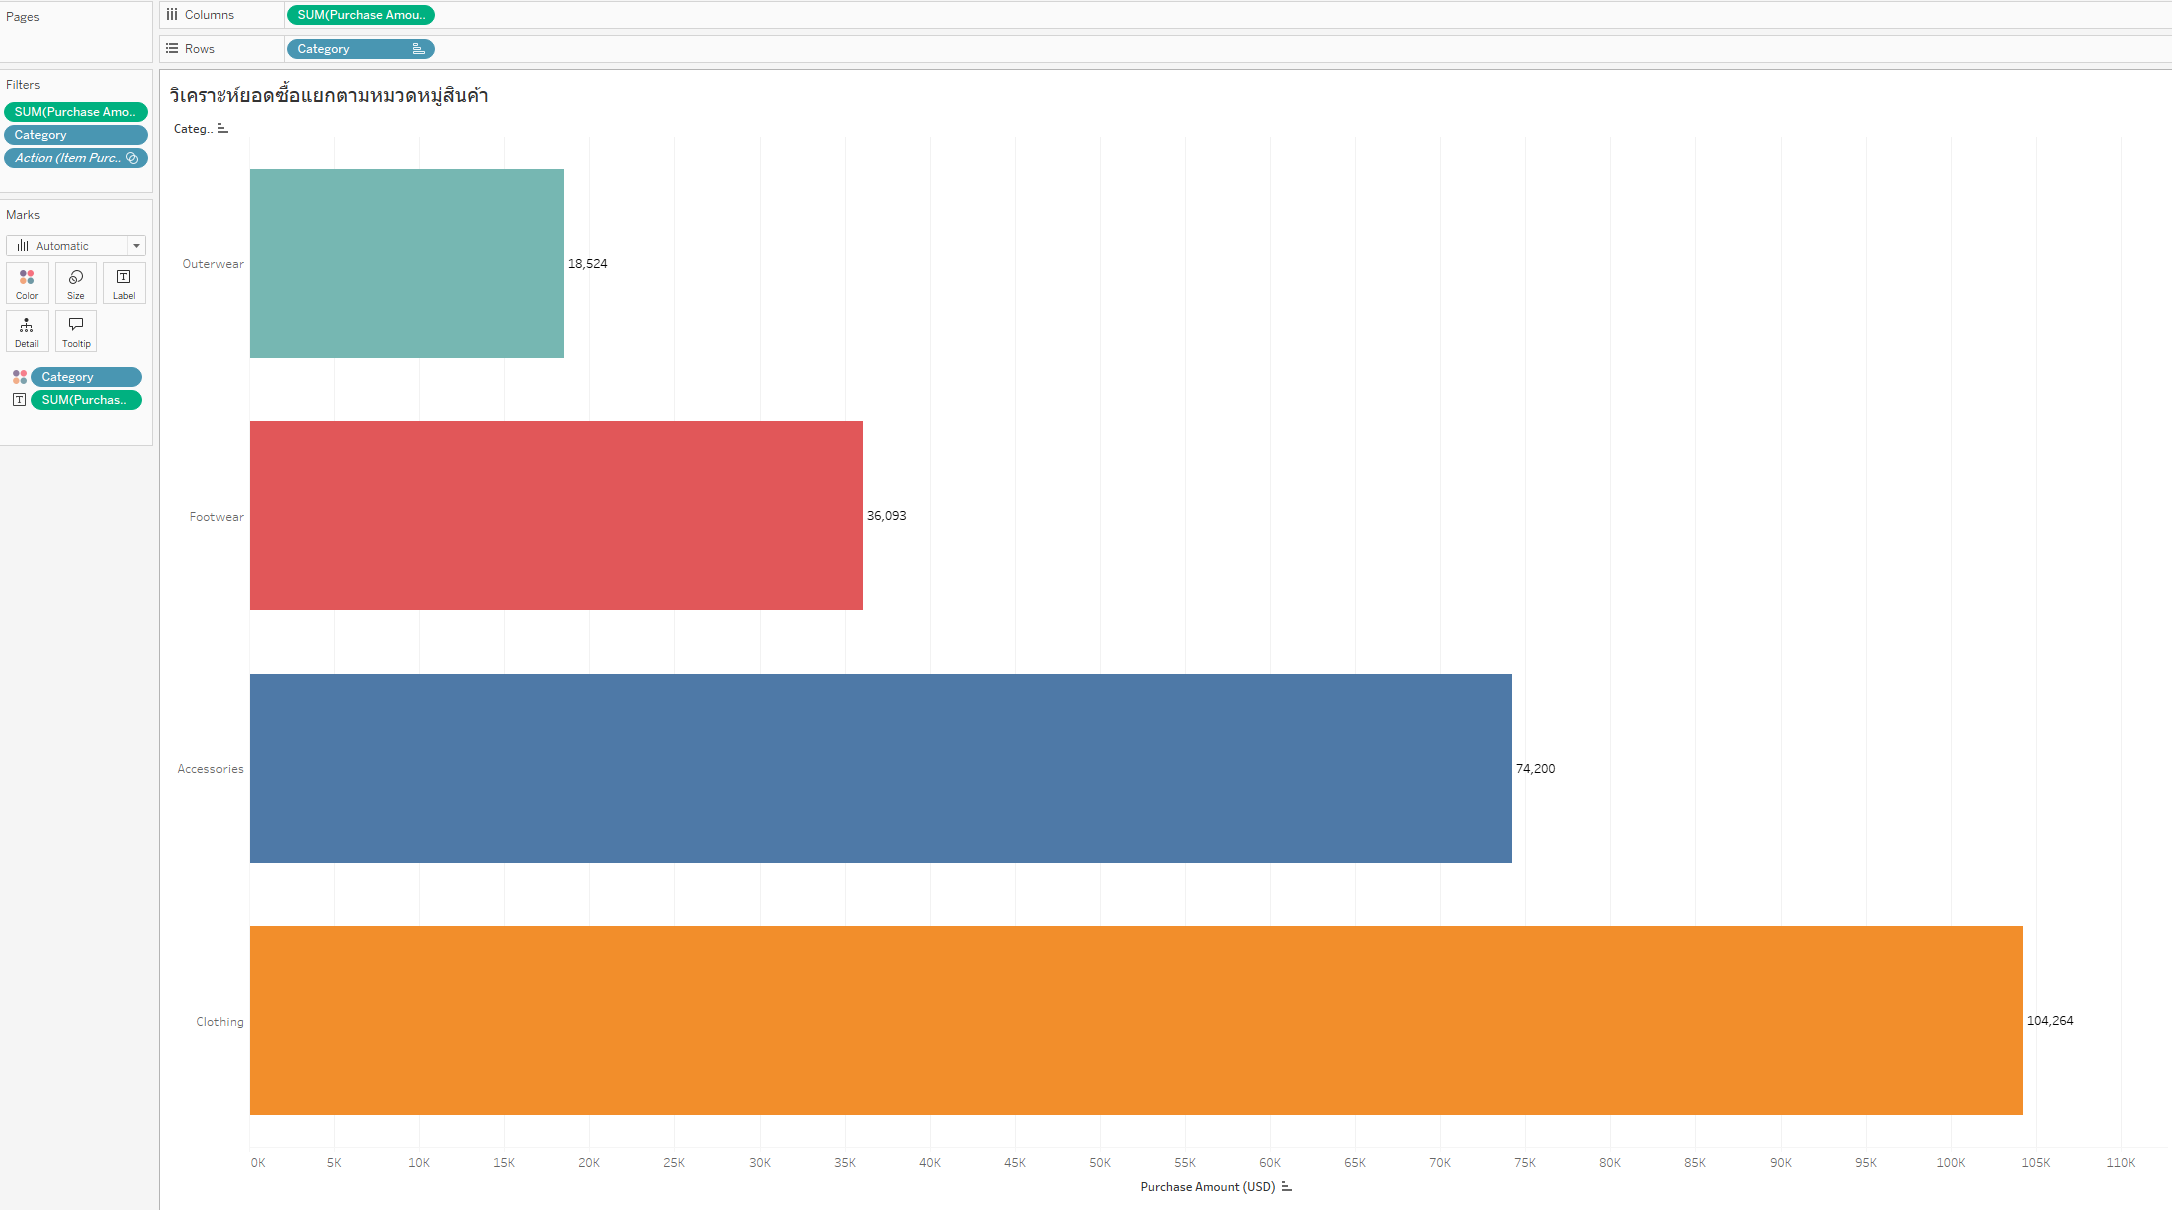 Pages
Columns
SUM(Purchase Amou..
Rows
Category
Filters
SUM(Purchase Amo..
Category
Action (Item Purc..
Marks
Automatic
Color
Size
Label
Detail
Tooltip
Category
SUM(Purchas..
วิเคราะห์ยอดซื้อแยกตามหมวดหมู่สินค้า
Categ..
Outerwear
18,524
Footwear
36,093
Accessories
74,200
Clothing
104,264
0K 5K 10K 15K 20K 25K 30K 35K 40K 45K 50K 55K 60K 65K 70K 75K 80K 85K 90K 95K 100K 105K 110K
Purchase Amount (USD)